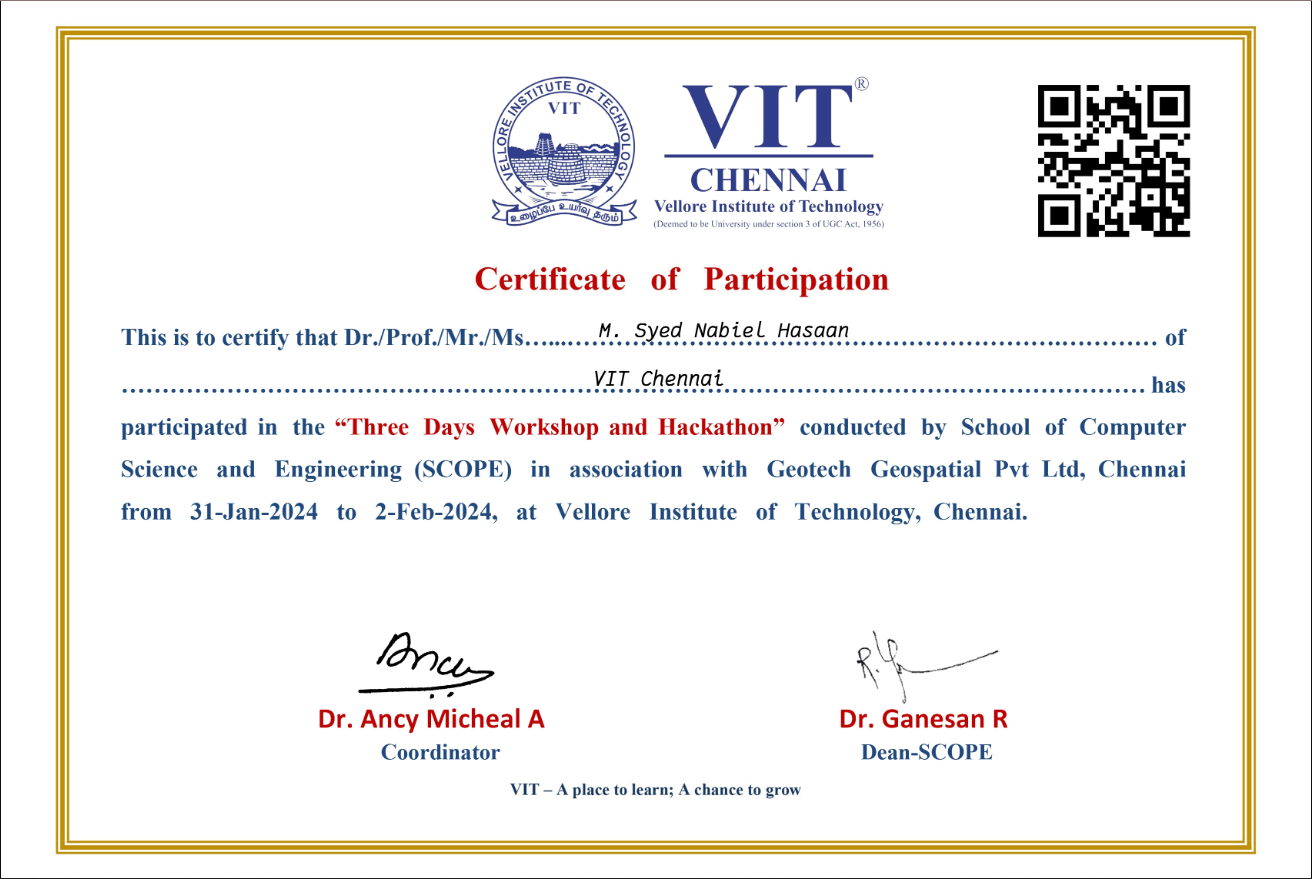 VELLORE INSTITUTE OF TECHNOLOGY
VIT
உழைப்பே உயர்வு தரும்
VIT®
CHENNAI
Vellore Institute of Technology
(Deemed to be University under section 3 of UGC Act, 1956)
Certificate of Participation
This is to certify that Dr./Prof./Mr./Ms…....… M. Syed Nabiel Hasaan ……………………………….………… of
…………………………………………………… VIT Chennai …………………………………………………… has
participated in the “Three Days Workshop and Hackathon” conducted by School of Computer
Science and Engineering (SCOPE) in association with Geotech Geospatial Pvt Ltd, Chennai
from 31-Jan-2024 to 2-Feb-2024, at Vellore Institute of Technology, Chennai.
Ancy
R.
Dr. Ancy Micheal A
Dr. Ganesan R
Coordinator
Dean-SCOPE
VIT – A place to learn; A chance to grow